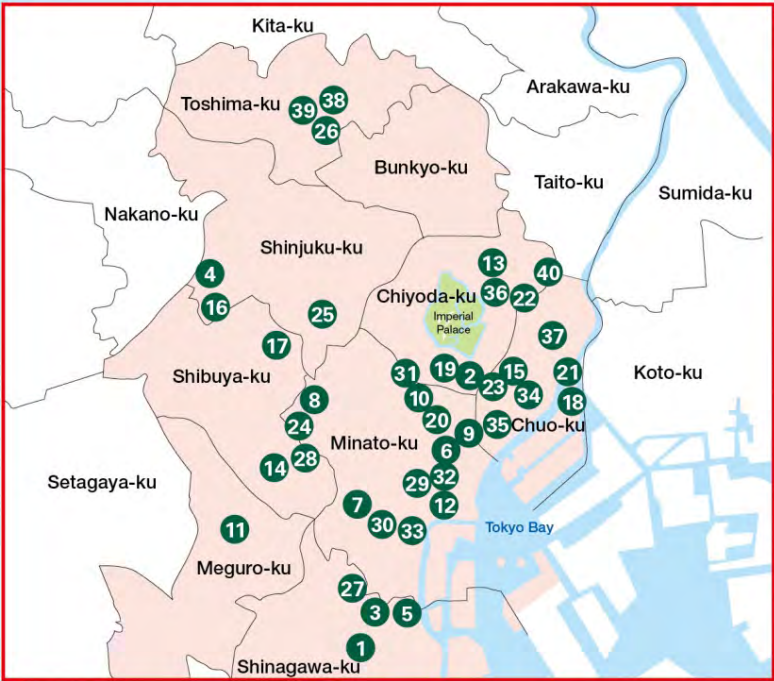 Kita-ku
Arakawa-ku
Toshima-ku
38
39
26
Bunkyo-ku
Taito-ku
Sumida-ku
Nakano-ku
Shinjuku-ku
4
13
40
Chiyoda-ku
36
22
16
25
Imperial
Palace
37
17
Shibuya-ku
31
19
2
15
21
Koto-ku
23
8
10
34
18
24
20
35
Chuo-ku
Minato-ku
9
6
14
28
Setagaya-ku
29
32
7
12
11
30
33
Tokyo Bay
Meguro-ku
27
3
5
1
Shinagawa-ku